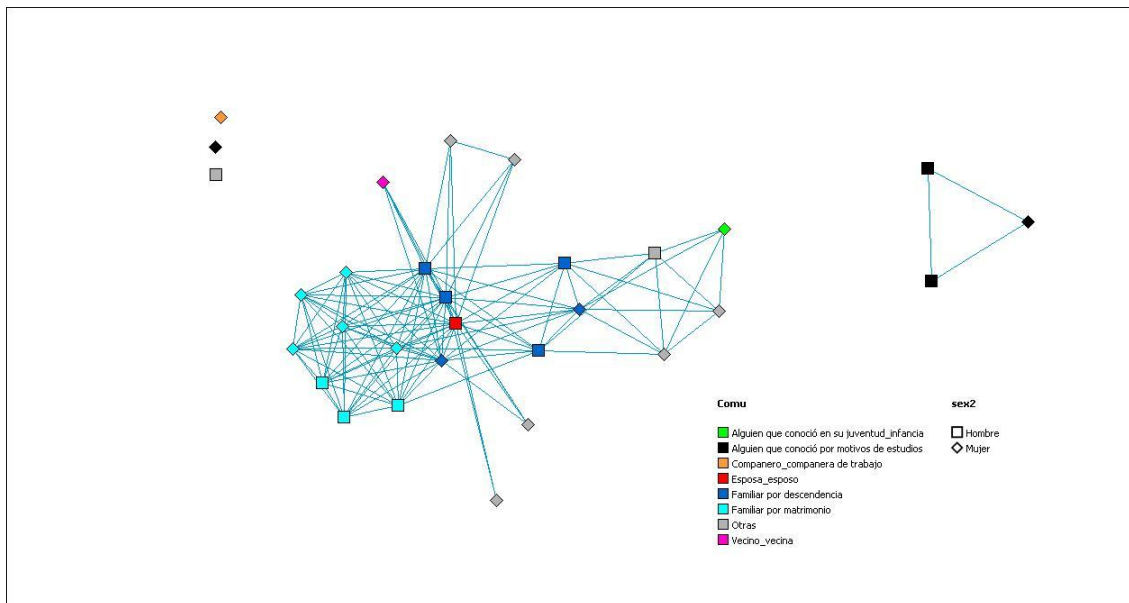 Comu
Alguien que conoció en su juventud_infancia
Alguien que conoció por motivos de estudios
Companero_companera de trabajo
Esposa_esposo
Familiar por descendencia
Familiar por matrimonio
Otras
Vecino_vecina
sex2
Hombre
Mujer